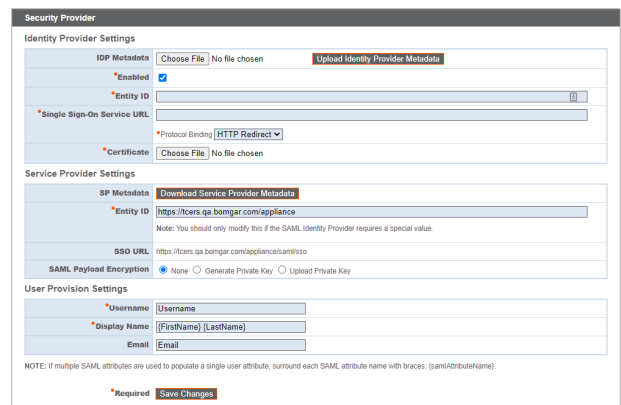 Security Provider
Identity Provider Settings
IDP Metadata Choose File No file chosen Upload Identity Provider Metadata
*Enabled
*Entity ID
*Single Sign-On Service URL
*Protocol Binding HTTP Redirect
*Certificate Choose File No file chosen
Service Provider Settings
SP Metadata Download Service Provider Metadata
*Entity ID https://tcers.qa.bomgar.com/appliance
Note: You should only modify this if the SAML Identity Provider requires a special value.
SSO URL https://tcers.qa.bomgar.com/appliance/saml/sso
SAML Payload Encryption None Generate Private Key Upload Private Key
User Provision Settings
*Username Username
*Display Name {FirstName} {LastName}
Email Email
NOTE: If multiple SAML attributes are used to populate a single user attribute, surround each SAML attribute name with braces: {samlAttributeName}.
*Required Save Changes